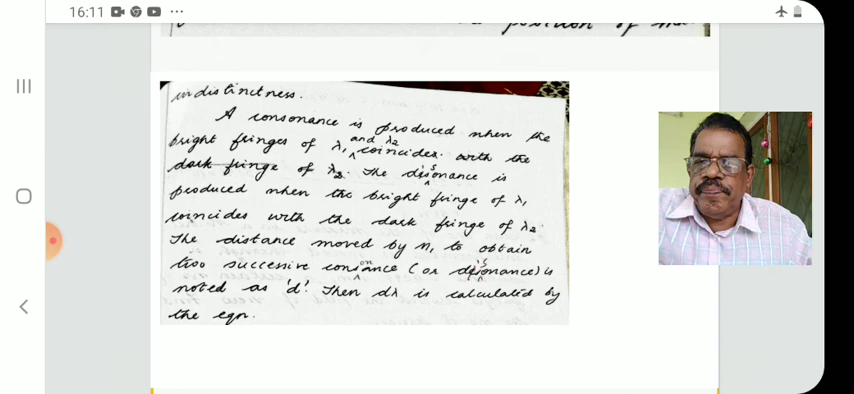 16:11
position of
indistinctness.
A consonance is produced when the
bright fringes of λ₁ and λ₂ coincides. with the
dark fringe of λ₂. The dissonance is
produced when the bright fringe of λ₁
coincides with the dark fringe of λ₂.
The distance moved by M₁ to obtain
two successive consonance (or dissonance) is
noted as 'd'. Then dλ is calculated by
the eqn.